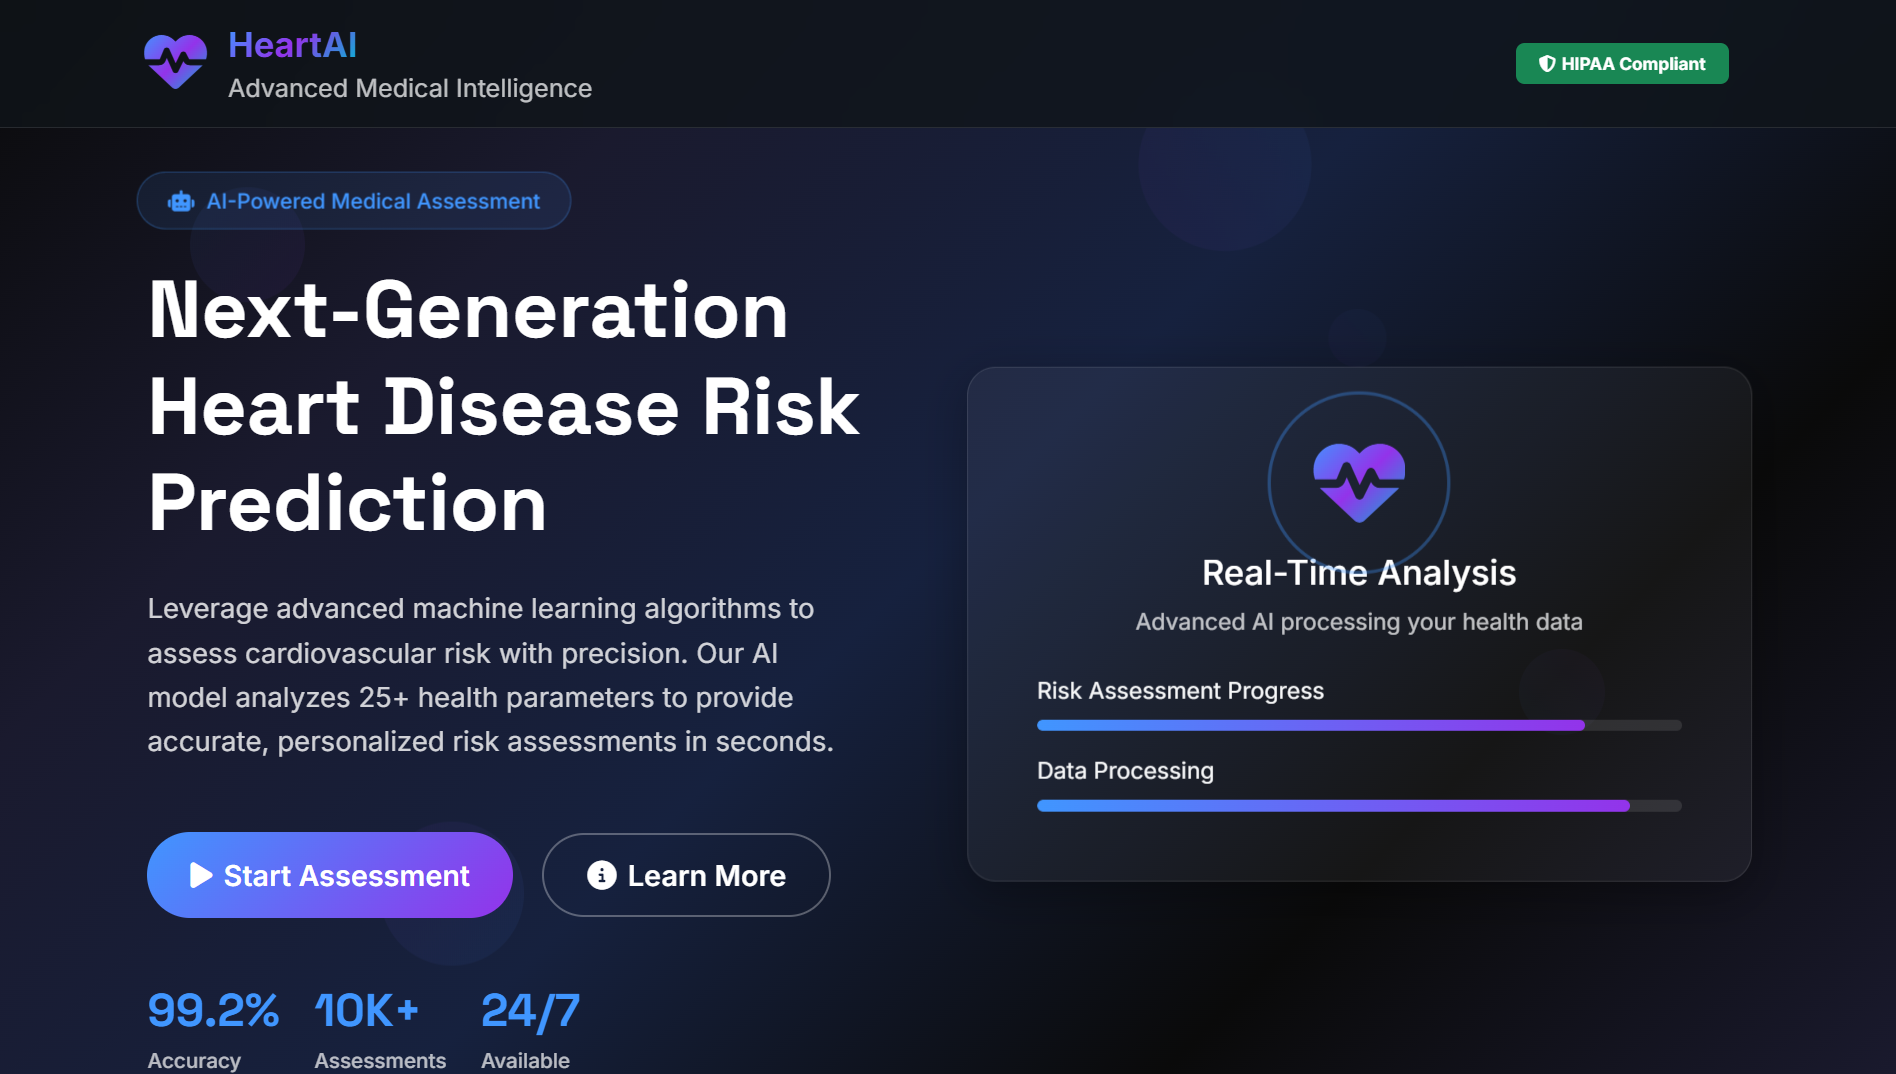 HeartAI
Advanced Medical Intelligence
HIPAA Compliant
AI-Powered Medical Assessment
Next-Generation
Heart Disease Risk
Prediction
Leverage advanced machine learning algorithms to
assess cardiovascular risk with precision. Our AI
model analyzes 25+ health parameters to provide
accurate, personalized risk assessments in seconds.
Start Assessment
Learn More
99.2%
Accuracy
10K+
Assessments
24/7
Available
Real-Time Analysis
Advanced AI processing your health data
Risk Assessment Progress
Data Processing